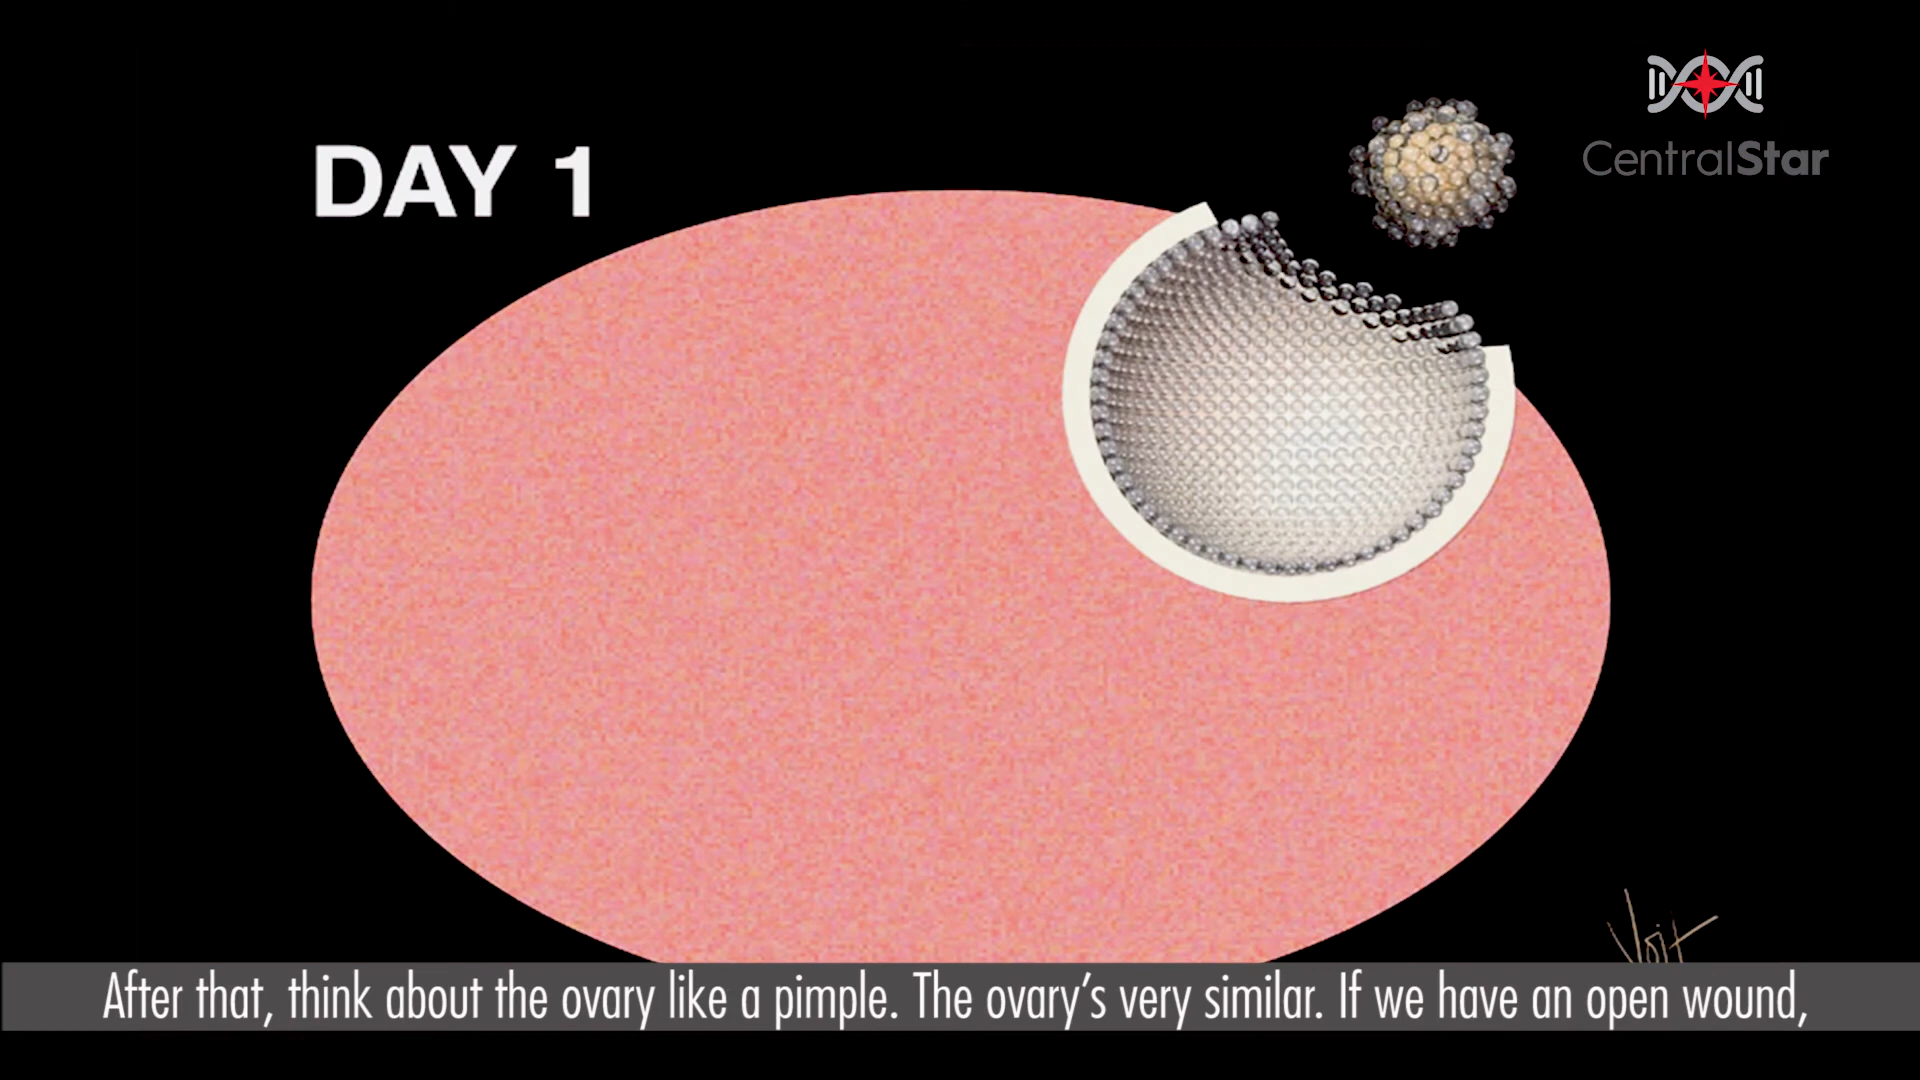 CentralStar
DAY 1
Voit
After that, think about the ovary like a pimple. The ovary's very similar. If we have an open wound,